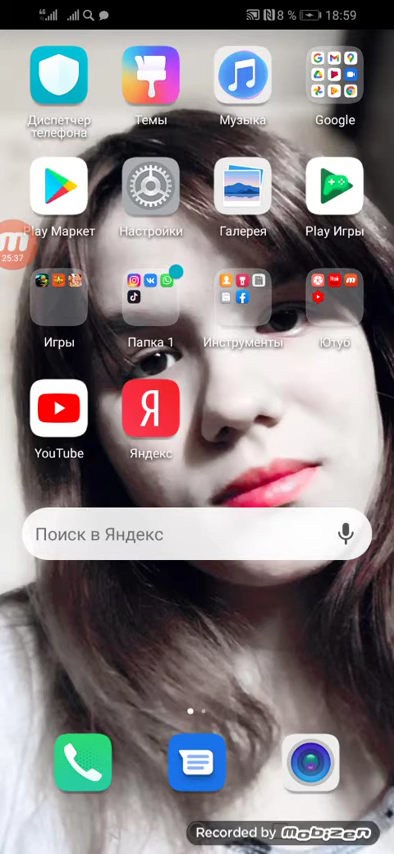 4G 8 % 18:59
Диспетчер телефона
Темы
Музыка
Google
Play Маркет
Настройки
Галерея
Play Игры
25:37
Игры
Папка 1
Инструменты
Ютуб
YouTube
Я
Яндекс
Поиск в Яндекс
Recorded by mobizen